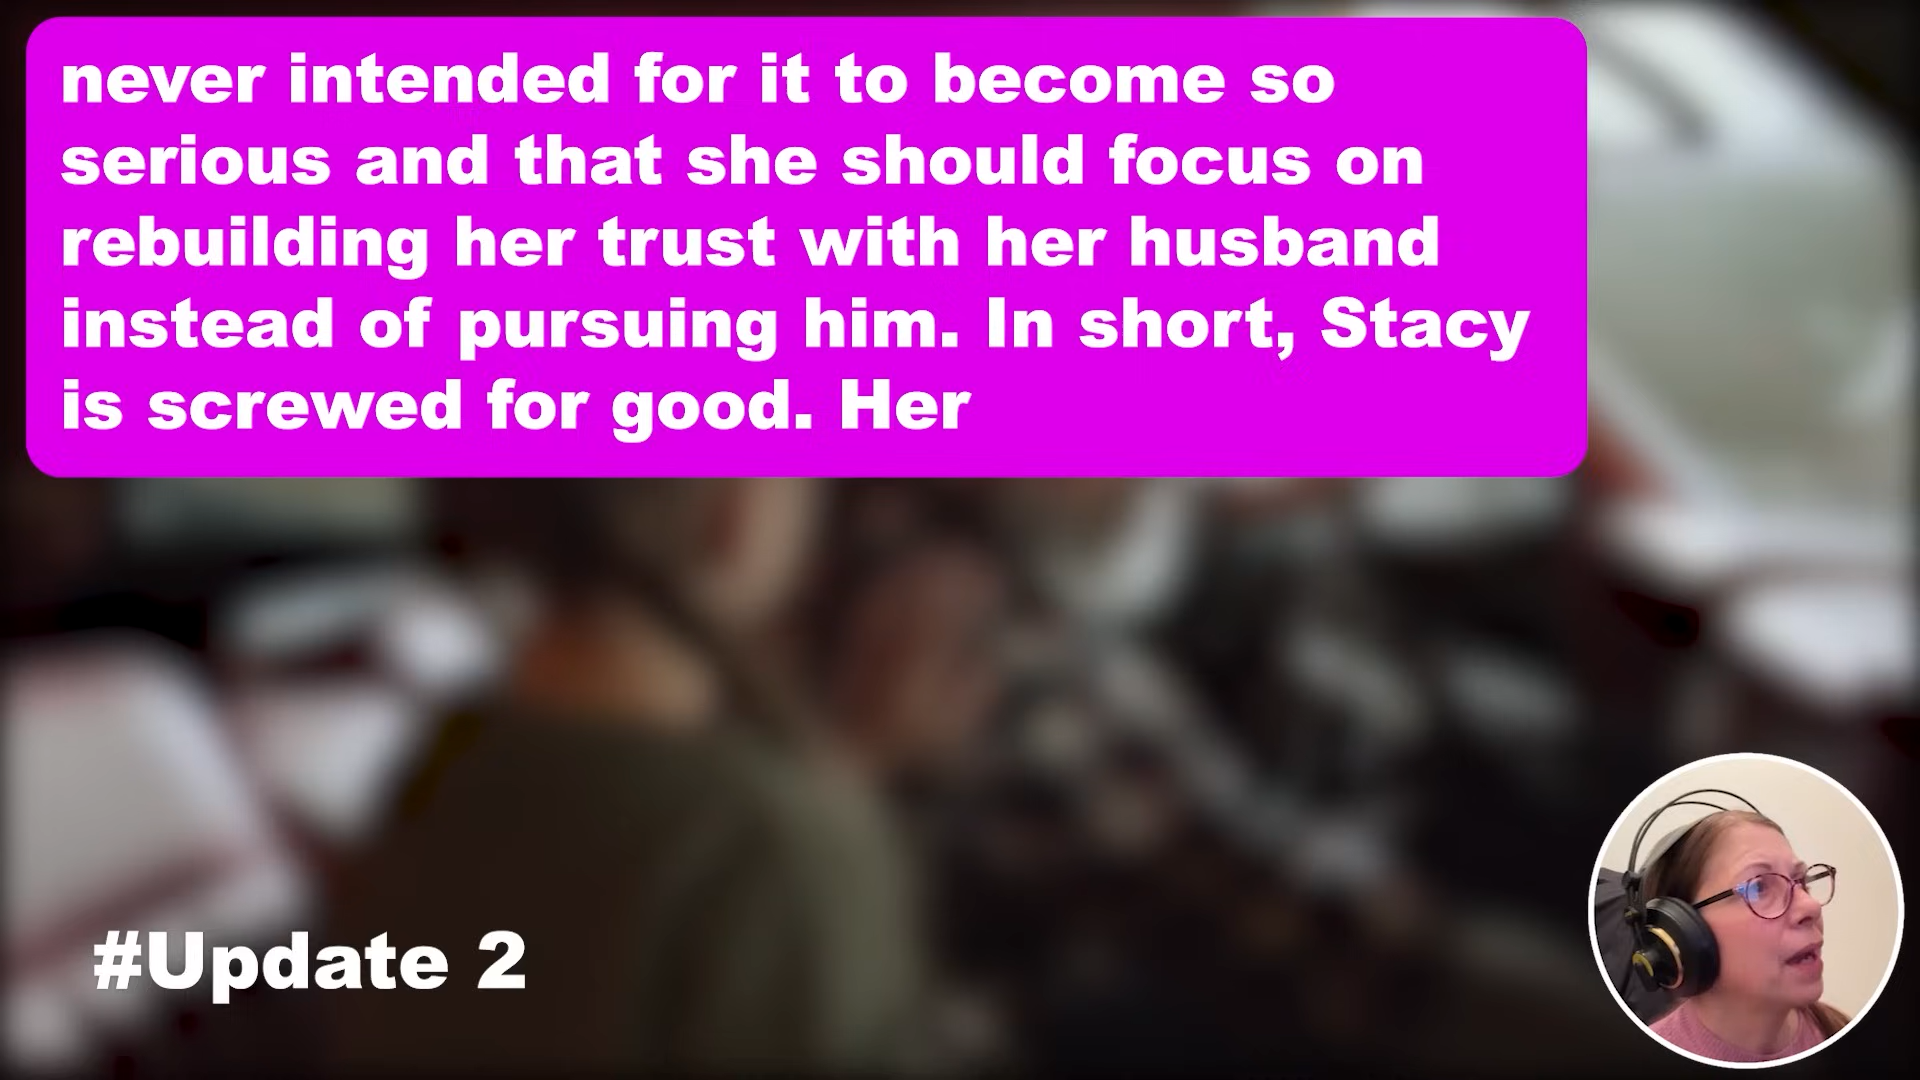 never intended for it to become so
serious and that she should focus on
rebuilding her trust with her husband
instead of pursuing him. In short, Stacy
is screwed for good. Her
#Update 2